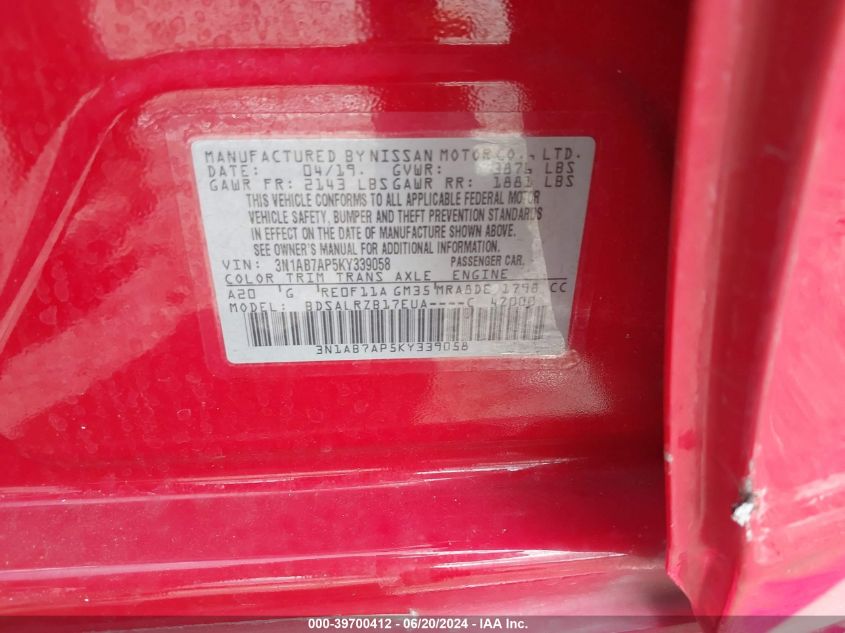 MANUFACTURED BY NISSAN MOTOR CO., LTD.
DATE: 04/19. GVWR: 3876 LBS
GAWR FR: 2143 LBS GAWR RR: 1881 LBS
THIS VEHICLE CONFORMS TO ALL APPLICABLE FEDERAL MOTOR
VEHICLE SAFETY, BUMPER AND THEFT PREVENTION STANDARDS
IN EFFECT ON THE DATE OF MANUFACTURE SHOWN ABOVE.
SEE OWNER'S MANUAL FOR ADDITIONAL INFORMATION.
VIN: 3N1AB7AP5KY339058 PASSENGER CAR.
COLOR TRIM TRANS AXLE ENGINE
A20 G RE0F11A GM35 MRA8DE 1798 CC
MODEL: BDSALRZB17EUA----C 42000
3N1AB7AP5KY339058
000-39700412 - 06/20/2024 - IAA Inc.